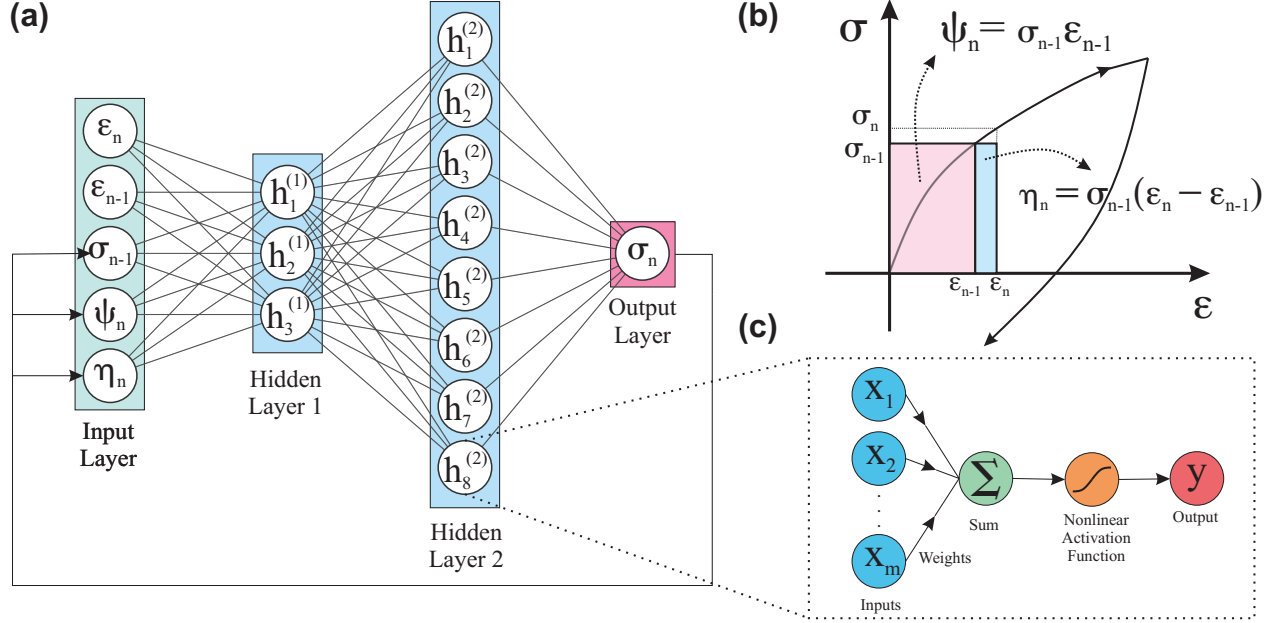 (a)
εₙ
εₙ₋₁
σₙ₋₁
ψₙ
ηₙ
Input
Layer
h₁⁽¹⁾
h₂⁽¹⁾
h₃⁽¹⁾
Hidden
Layer 1
h₁⁽²⁾
h₂⁽²⁾
h₃⁽²⁾
h₄⁽²⁾
h₅⁽²⁾
h₆⁽²⁾
h₇⁽²⁾
h₈⁽²⁾
Hidden
Layer 2
σₙ
Output
Layer
(b)
σ
ψₙ = σₙ₋₁εₙ₋₁
σₙ
σₙ₋₁
ηₙ = σₙ₋₁(εₙ − εₙ₋₁)
εₙ₋₁ εₙ
ε
(c)
X₁
X₂
Xₘ
Inputs
Weights
Σ
Sum
Nonlinear
Activation
Function
y
Output